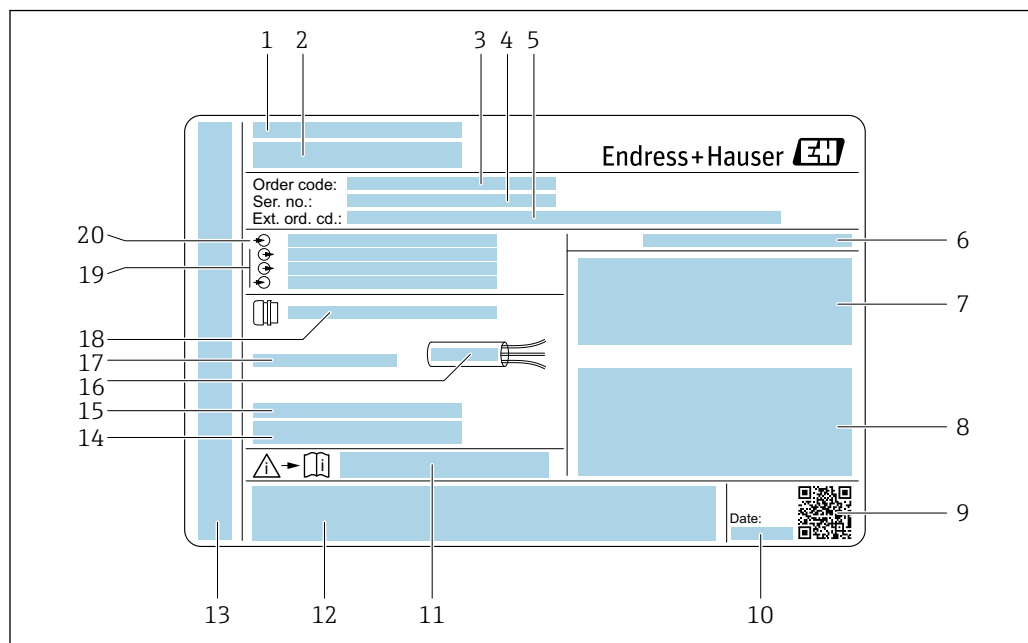 1 2 3 4 5
Endress+Hauser EH
Order code:
Ser. no.:
Ext. ord. cd.:
20
6
19
7
18
17
16
15
14
8
i i
Date:
9
13 12 11 10